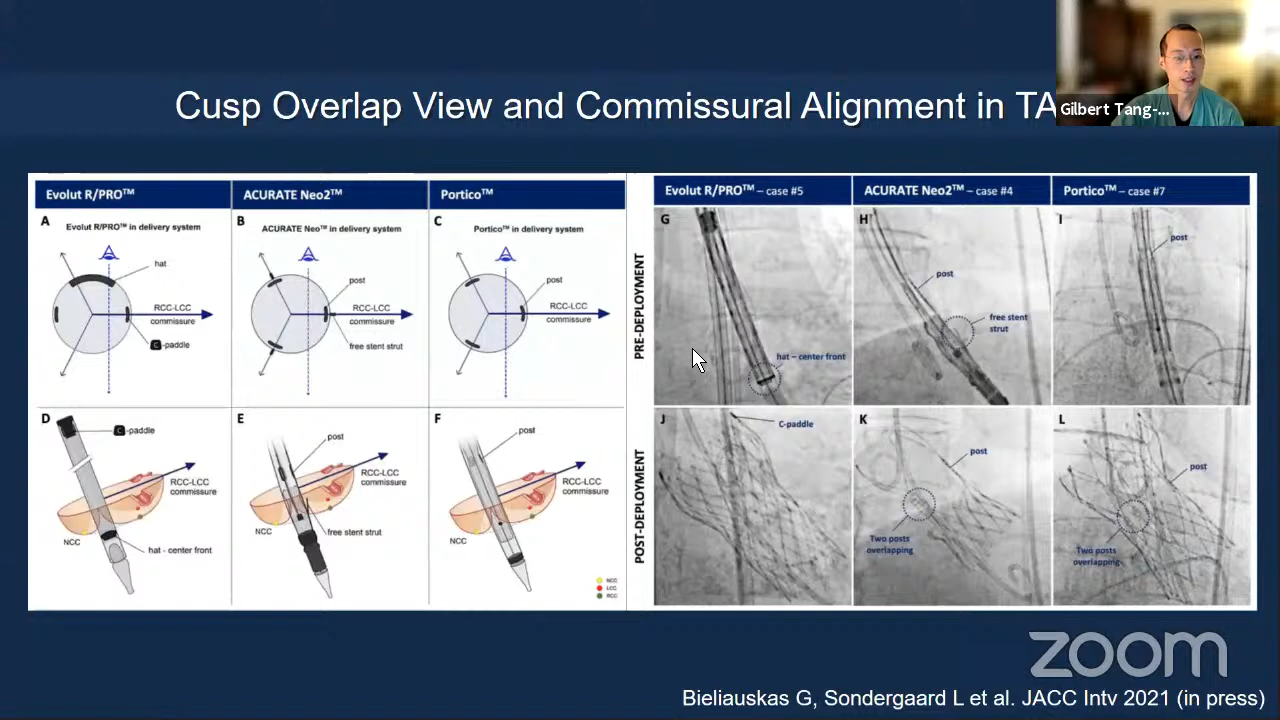 Cusp Overlap View and Commissural Alignment in TA
Gilbert Tang-...
Evolut R/PRO™
ACURATE Neo2™
Portico™
A
Evolut R/PRO™ in delivery system
hat
RCC-LCC
commissure
C-paddle
B
ACURATE Neo™ in delivery system
post
RCC-LCC
commissure
free stent strut
C
Portico™ in delivery system
post
RCC-LCC
commissure
D
C-paddle
RCC-LCC
commissure
NCC
hat - center front
E
post
RCC-LCC
commissure
NCC
free stent strut
F
post
RCC-LCC
commissure
NCC
NCC
LCC
RCC
Evolut R/PRO™ – case #5
ACURATE Neo2™ – case #4
Portico™ – case #7
PRE-DEPLOYMENT
G
hat – center front
H
post
free stent
strut
I
post
POST-DEPLOYMENT
J
C-paddle
K
post
Two posts
overlapping
L
post
Two posts
overlapping
zoom
Bieliauskas G, Sondergaard L et al. JACC Intv 2021 (in press)